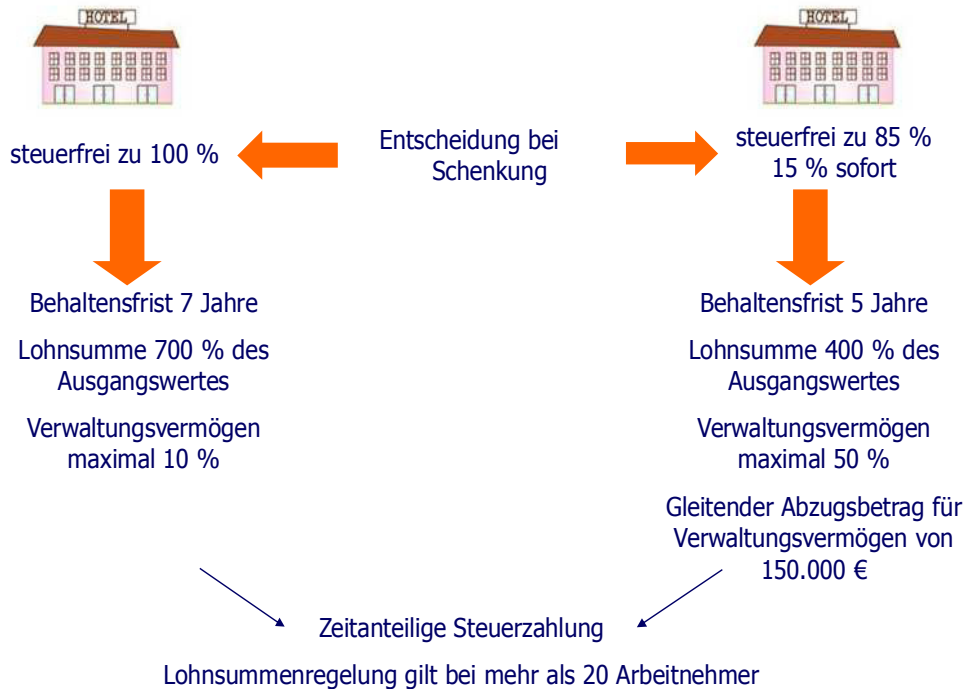 HOTEL
HOTEL
steuerfrei zu 100 %
Entscheidung bei
Schenkung
steuerfrei zu 85 %
15 % sofort
Behaltensfrist 7 Jahre
Lohnsumme 700 % des
Ausgangswertes
Verwaltungsvermögen
maximal 10 %
Behaltensfrist 5 Jahre
Lohnsumme 400 % des
Ausgangswertes
Verwaltungsvermögen
maximal 50 %
Gleitender Abzugsbetrag für
Verwaltungsvermögen von
150.000 €
Zeitanteilige Steuerzahlung
Lohnsummenregelung gilt bei mehr als 20 Arbeitnehmer